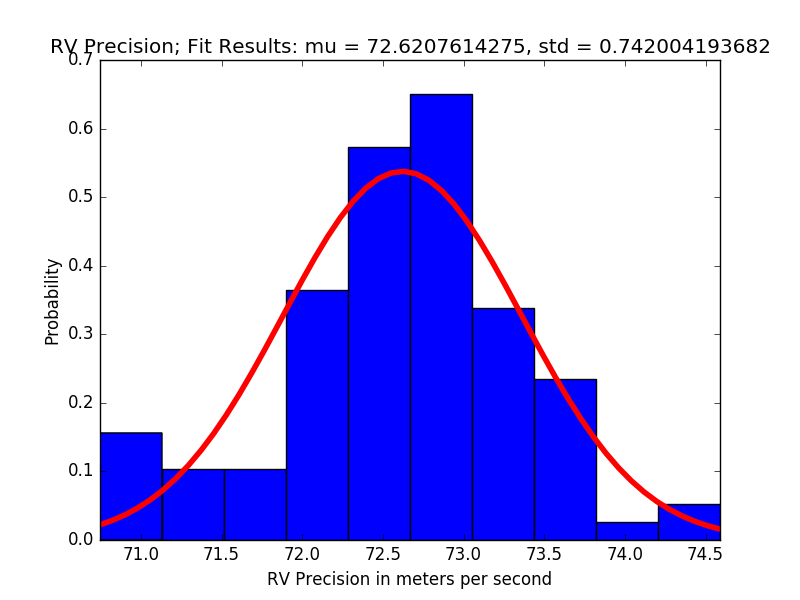 RV Precision; Fit Results: mu = 72.6207614275, std = 0.742004193682
0.7
0.6
0.5
0.4
0.3
0.2
0.1
0.0
Probability
71.0 71.5 72.0 72.5 73.0 73.5 74.0 74.5
RV Precision in meters per second